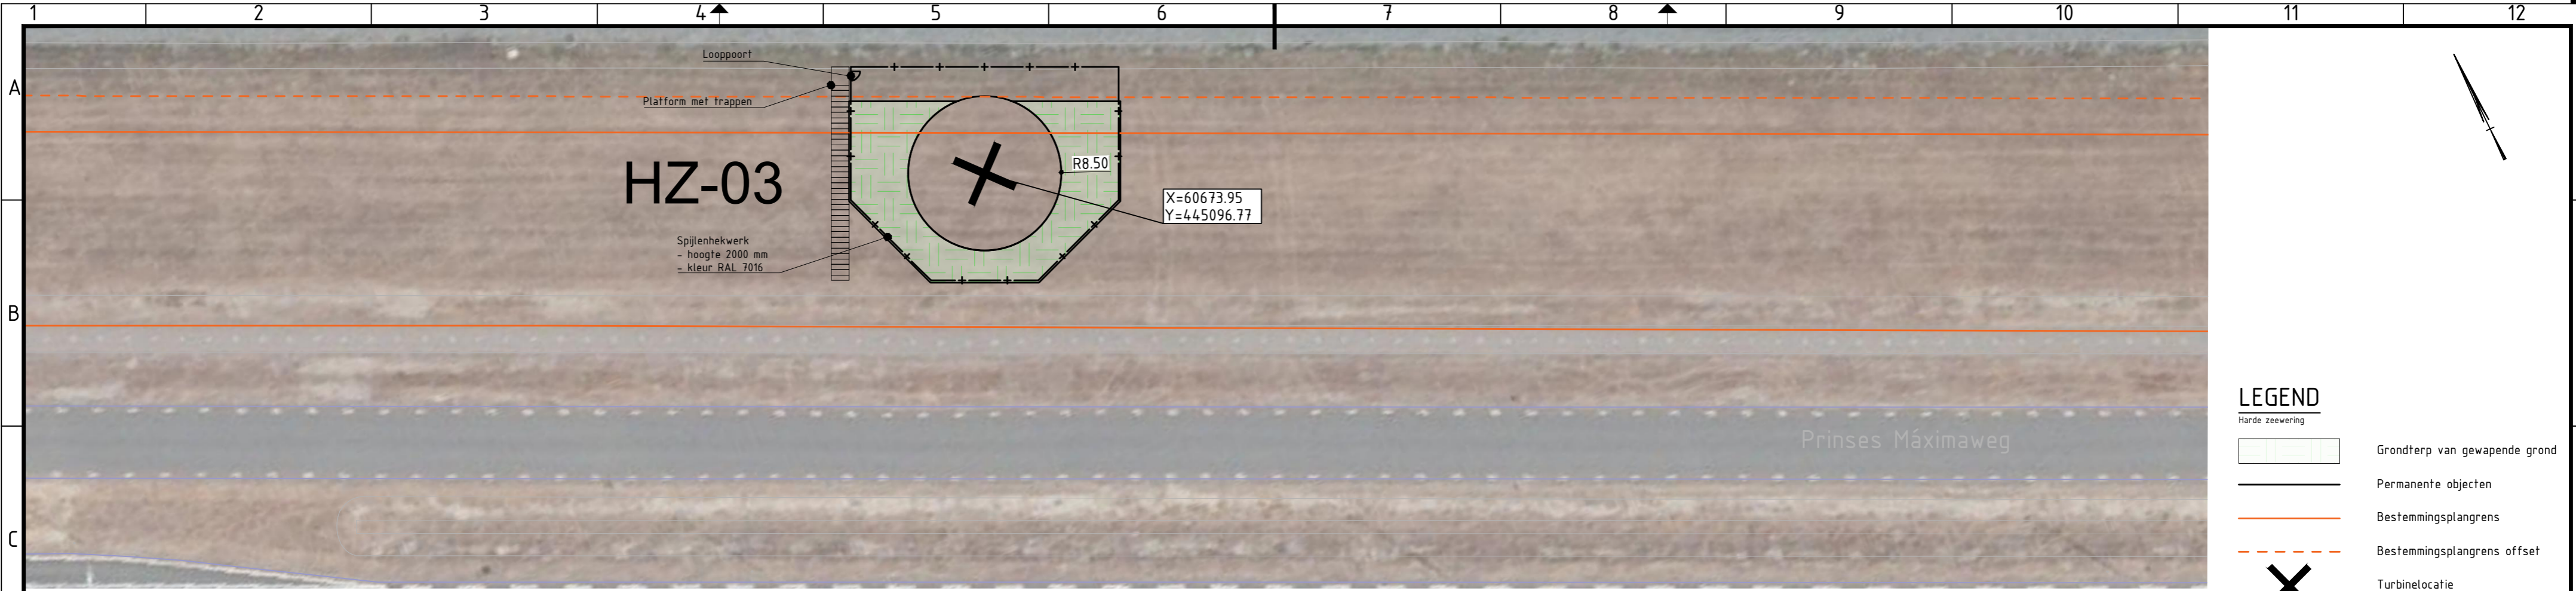 1 2 3 4 5 6 7 8 9 10 11 12
A
B
C
Looppoort
Platform met trappen
HZ-03
R8.50
X=60673.95
Y=445096.77
Spijlenhekwerk
- hoogte 2000 mm
- kleur RAL 7016
Prinses Máximaweg
LEGEND
Harde zeewering
Grondterp van gewapende grond
Permanente objecten
Bestemmingsplangrens
Bestemmingsplangrens offset
Turbinelocatie